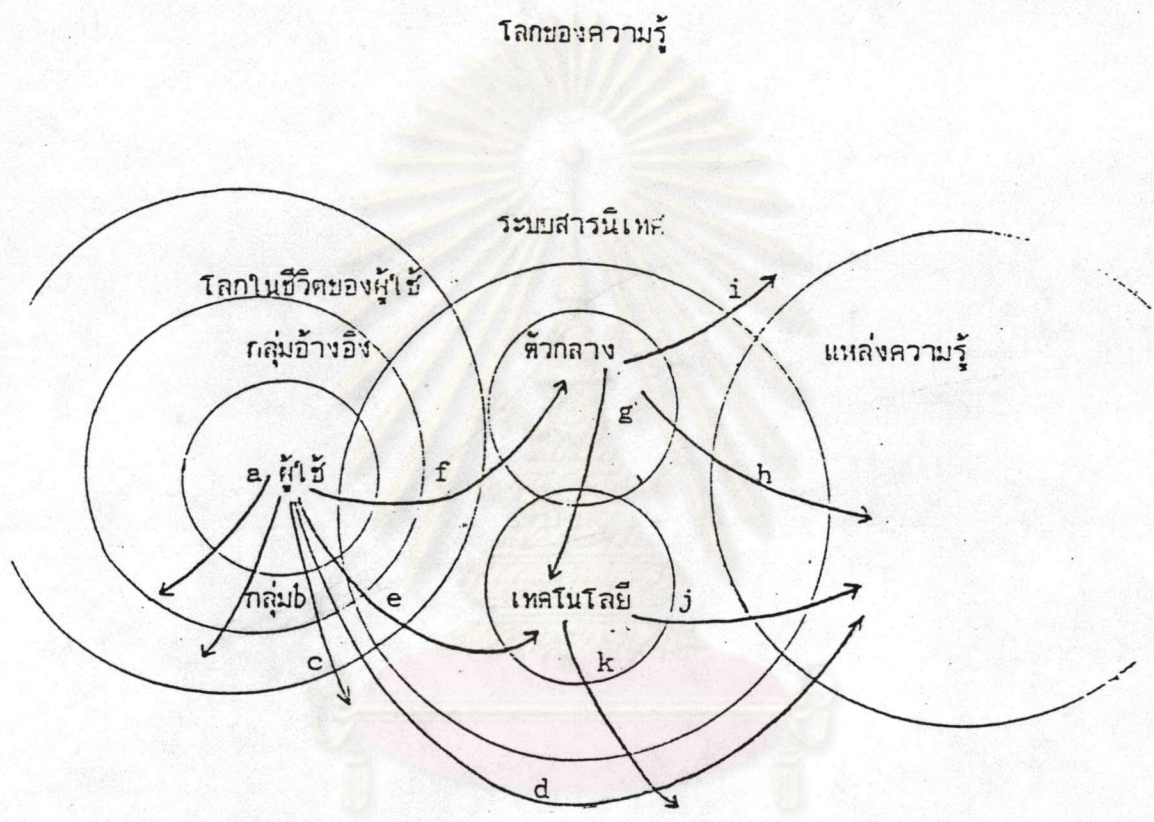 โลกของความรู้
ระบบสารนิเทศ
โลกในชีวิตของผู้ใช้
i
กลุ่มอ้างอิง
ตัวกลาง
แหล่งความรู้
g
a ผู้ใช้
f
h
กลุ่มb
e
เทคโนโลยี
j
c
k
d